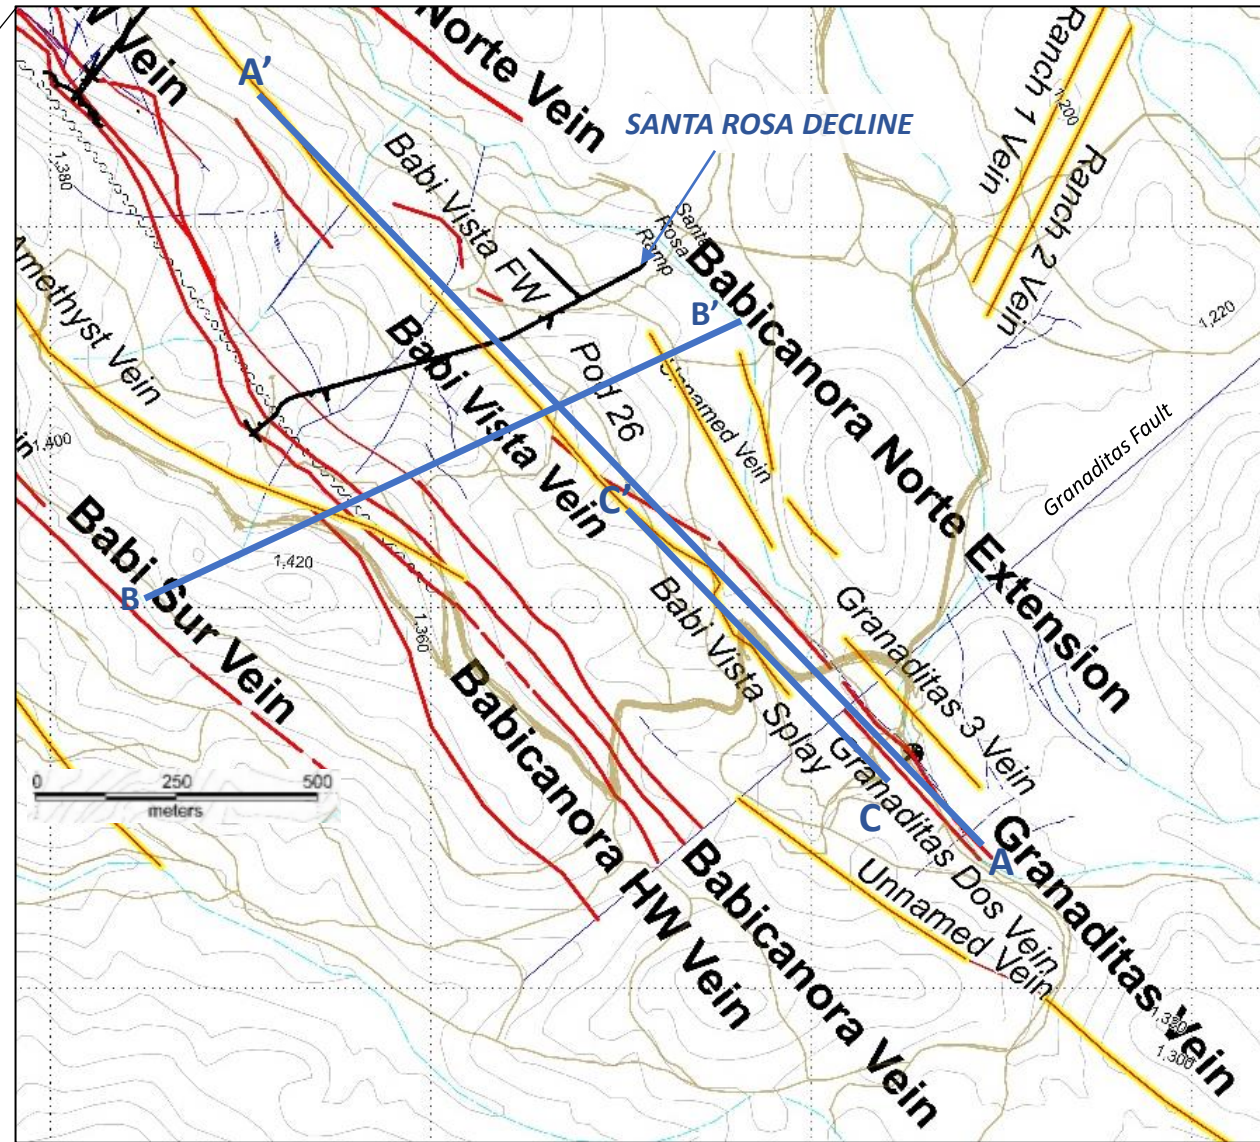 W Vein
Norte Vein
A'
SANTA ROSA DECLINE
Ranch 1 Vein
1,200
Ranch 2 Vein
1,380
Babi Vista FW
Santa
Rosa
Ramp
Babicanora Norte Extension
B'
1,220
Amethyst Vein
Babi Vista Vein
Pod 26
Unnamed Vein
Granaditas Fault
1,400
in
C'
Babi Sur Vein
B
1,420
1,360
Babi Vista Splay
Granaditas 3 Vein
Babicanora HW Vein
0 250 500
meters
Granaditas Dos Vein
C
A
Granaditas Vein
Unnamed Vein
Babicanora Vein
1,320
1,300